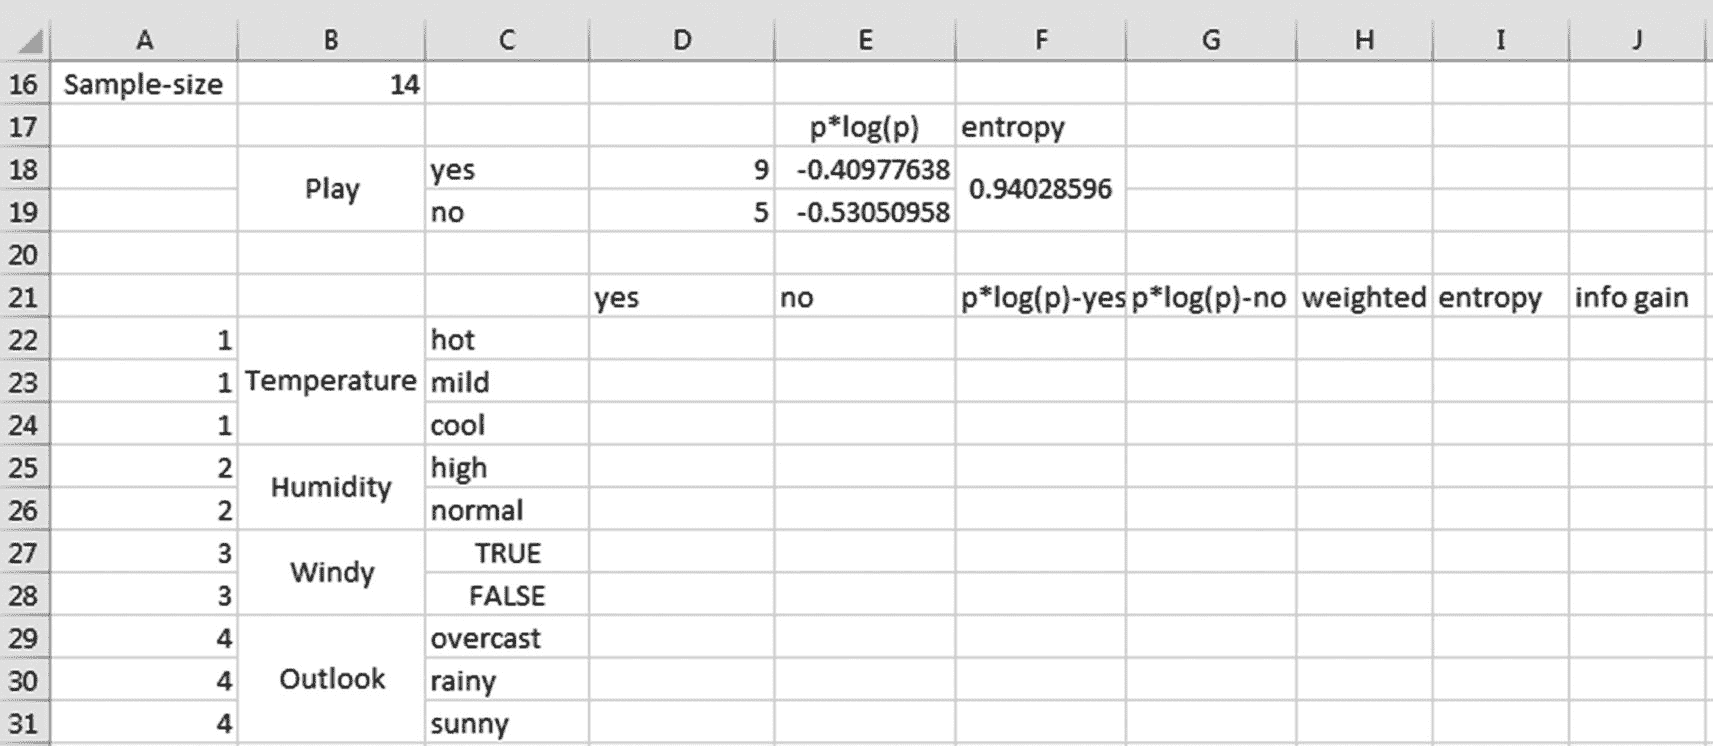 A B C D E F G H I J
16 Sample-size 14
17 p*log(p) entropy
18 yes 9 -0.40977638
Play 0.94028596
19 no 5 -0.53050958
20
21 yes no p*log(p)-yes p*log(p)-no weighted entropy info gain
22 1 hot
23 1 Temperature mild
24 1 cool
25 2 high
Humidity
26 2 normal
27 3 TRUE
Windy
28 3 FALSE
29 4 overcast
30 4 Outlook rainy
31 4 sunny